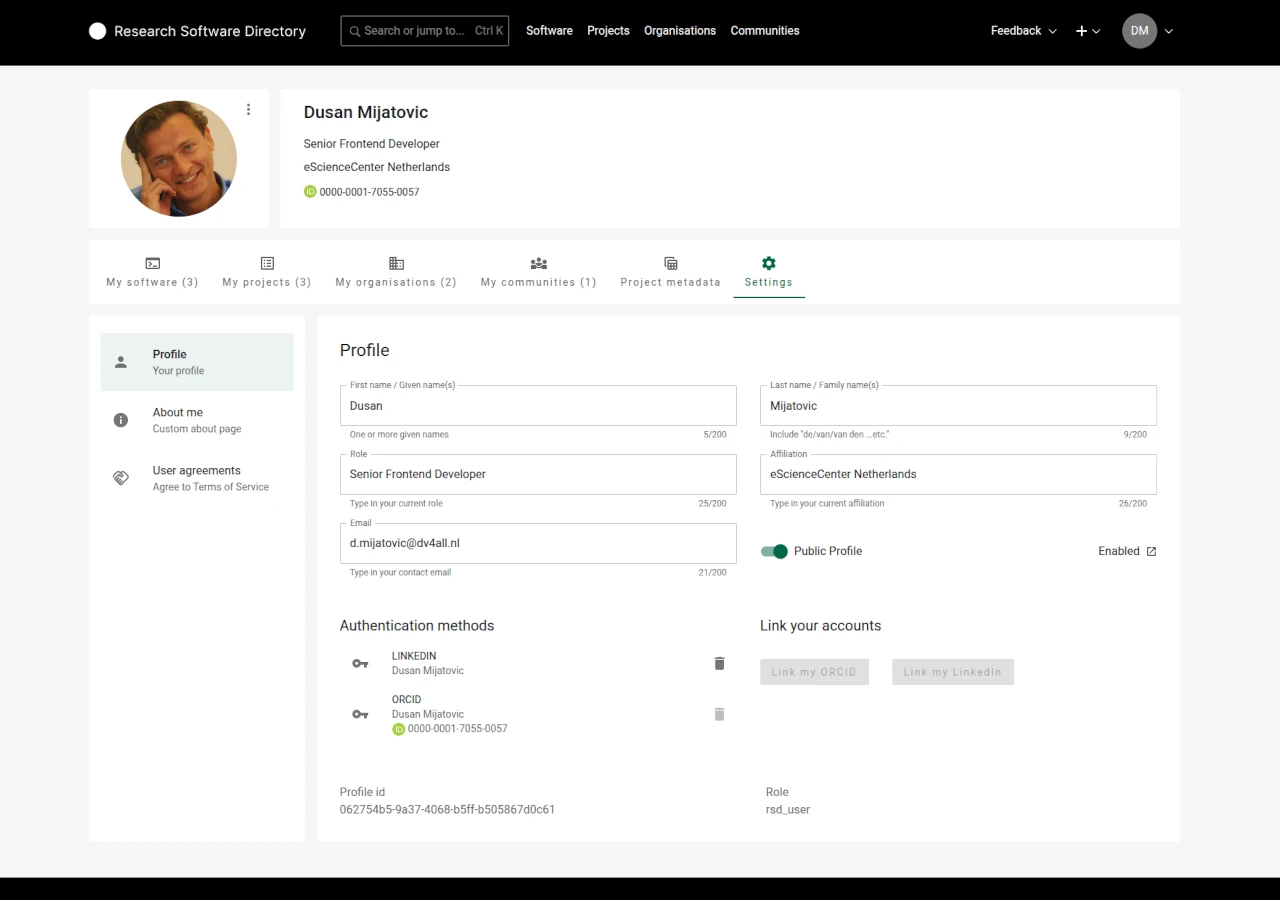 Research Software Directory
Search or jump to... Ctrl K
Software Projects Organisations Communities
Feedback
DM
Dusan Mijatovic
Senior Frontend Developer
eScienceCenter Netherlands
iD 0000-0001-7055-0057
My software (3) My projects (3) My organisations (2) My communities (1) Project metadata Settings
Profile
Your profile
About me
Custom about page
User agreements
Agree to Terms of Service
Profile
First name / Given name(s)
Dusan
One or more given names 5/200
Last name / Family name(s)
Mijatovic
Include "de/van/van den ...etc." 9/200
Role
Senior Frontend Developer
Type in your current role 25/200
Affiliation
eScienceCenter Netherlands
Type in your current affiliation 26/200
Email
d.mijatovic@dv4all.nl
Type in your contact email 21/200
Public Profile Enabled
Authentication methods
LINKEDIN
Dusan Mijatovic
ORCID
Dusan Mijatovic
iD 0000-0001-7055-0057
Link your accounts
Link my ORCID Link my LinkedIn
Profile id
062754b5-9a37-4068-b5ff-b505867d0c61
Role
rsd_user